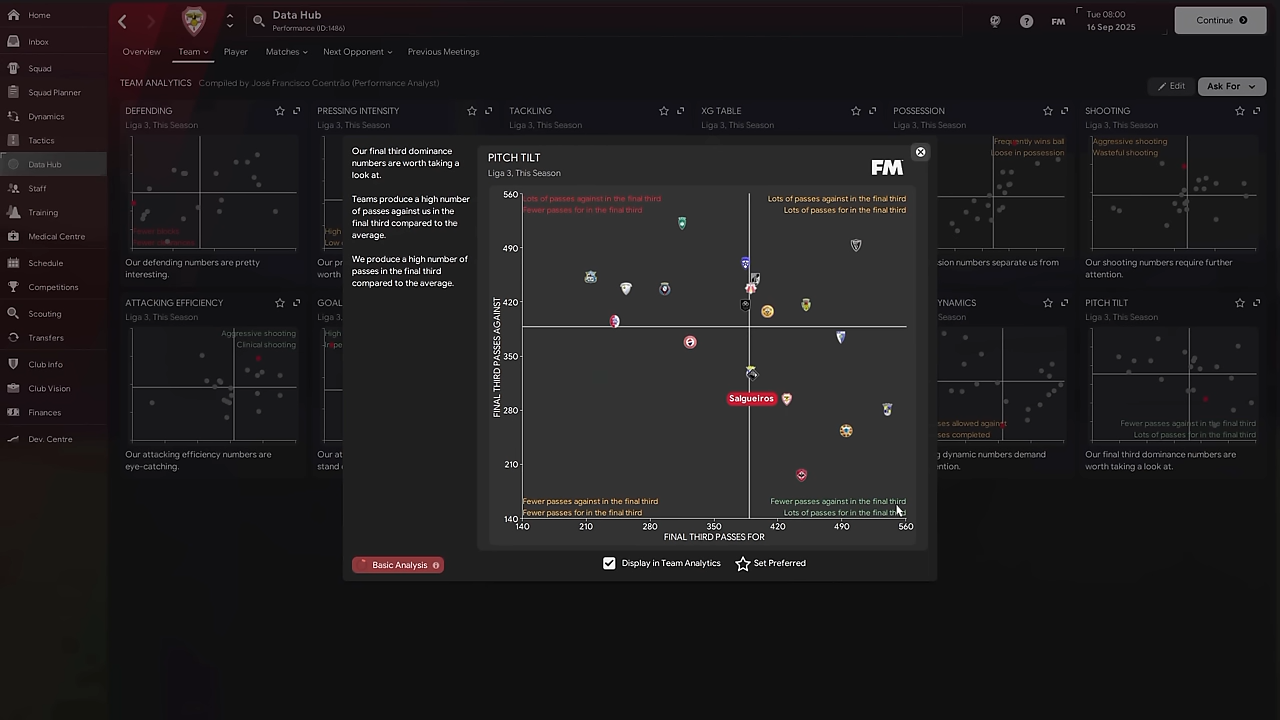 Home
Inbox
Squad
Squad Planner
Dynamics
Tactics
Data Hub
Staff
Training
Medical Centre
Schedule
Competitions
Scouting
Transfers
Club Info
Club Vision
Finances
Dev. Centre
Data Hub
Performance (ID:1486)
FM
Tue 08:00
16 Sep 2025
Continue
Overview
Team
Player
Matches
Next Opponent
Previous Meetings
TEAM ANALYTICS Compiled by José Francisco Coentrão (Performance Analyst)
Edit
Ask For
DEFENDING
Liga 3, This Season
Our defending numbers are pretty
interesting.
PRESSING INTENSITY
Liga 3, This Season
TACKLING
Liga 3, This Season
XG TABLE
Liga 3, This Season
POSSESSION
Liga 3, This Season
Frequently wins ball
Loose in possession
SHOOTING
Liga 3, This Season
Aggressive shooting
Wasteful shooting
Our shooting numbers require further
attention.
ATTACKING EFFICIENCY
Liga 3, This Season
Aggressive shooting
Clinical shooting
Our attacking efficiency numbers are
eye-catching.
PITCH TILT
Liga 3, This Season
Fewer passes against in the final third
Lots of passes for in the final third
Our final third dominance numbers are
worth taking a look at.
Our final third dominance
numbers are worth taking a
look at.
Teams produce a high number
of passes against us in the
final third compared to the
average.
We produce a high number of
passes in the final third
compared to the average.
PITCH TILT
Liga 3, This Season
FM
Lots of passes against in the final third
Fewer passes for in the final third
Lots of passes against in the final third
Lots of passes for in the final third
560
490
420
350
280
210
140
FINAL THIRD PASSES AGAINST
Salgueiros
Fewer passes against in the final third
Fewer passes for in the final third
Fewer passes against in the final third
Lots of passes for in the final third
140 210 280 350 420 490 560
FINAL THIRD PASSES FOR
Basic Analysis
Display in Team Analytics
Set Preferred